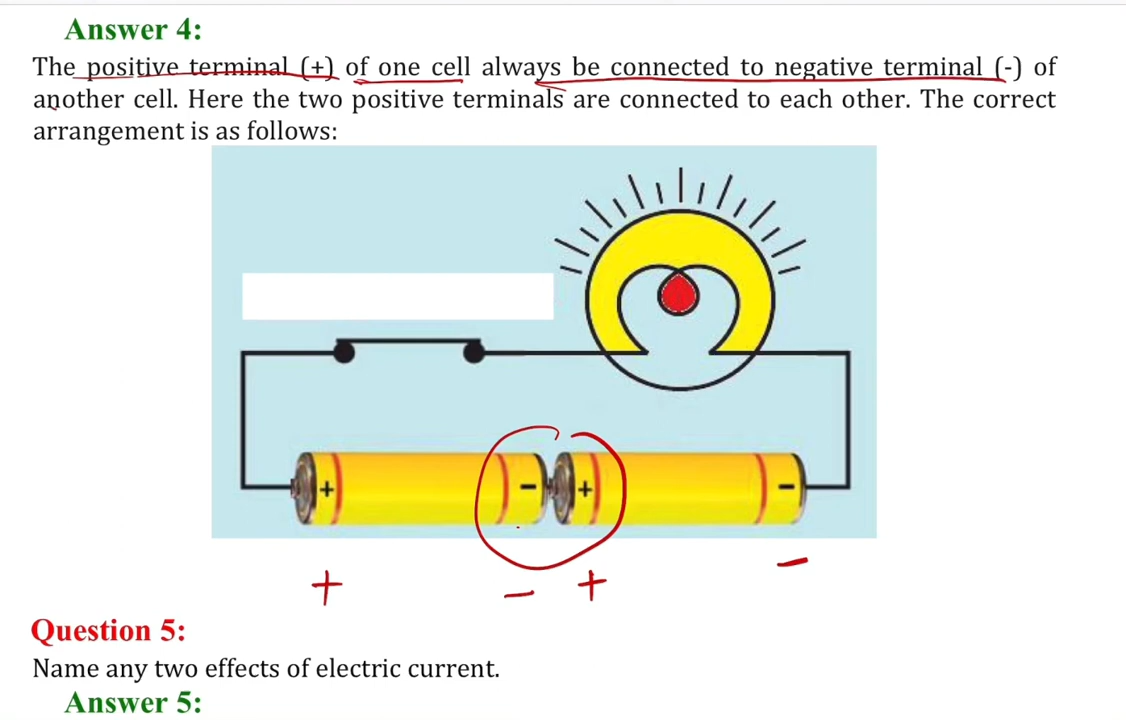 Answer 4:
The positive terminal (+) of one cell always be connected to negative terminal (-) of
another cell. Here the two positive terminals are connected to each other. The correct
arrangement is as follows:
+ - + -
+ - + -
Question 5:
Name any two effects of electric current.
Answer 5: